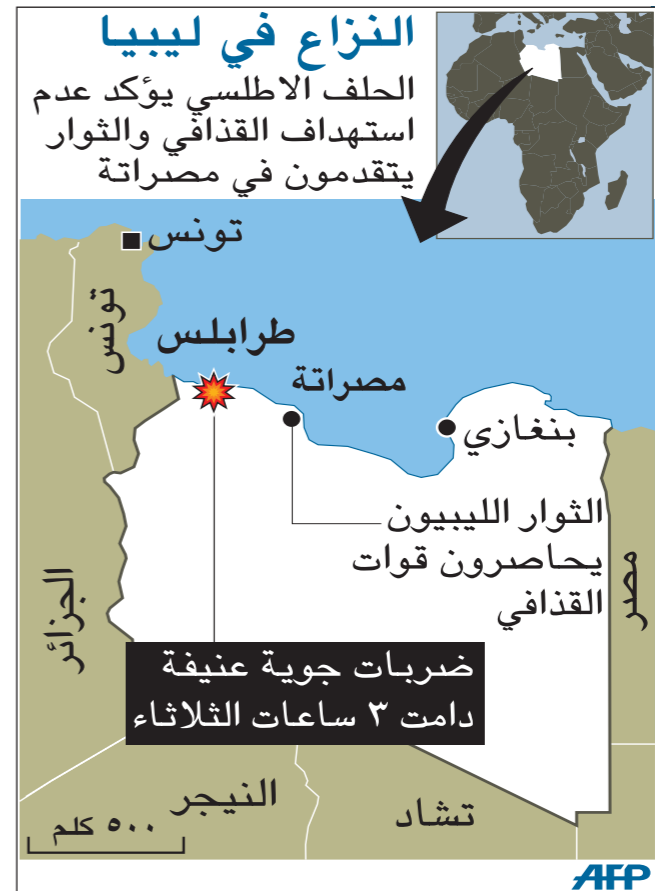 النزاع في ليبيا
الحلف الاطلسي يؤكد عدم
استهداف القذافي والثوار
يتقدمون في مصراتة
تونس
تونس
طرابلس
مصراتة
بنغازي
الثوار الليبيون
يحاصرون قوات
القذافي
مصر
الجزائر
ضربات جوية عنيفة
دامت ٣ ساعات الثلاثاء
النيجر
تشاد
٥٠٠ كلم
AFP